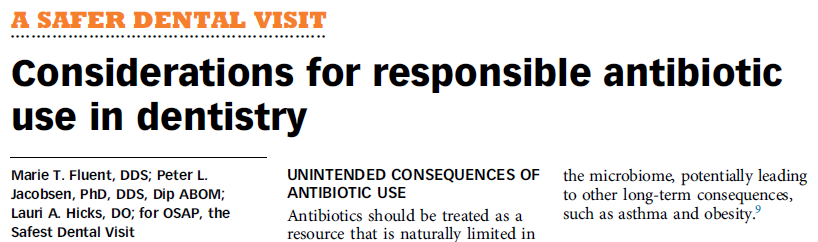 A SAFER DENTAL VISIT
Considerations for responsible antibiotic
use in dentistry
Marie T. Fluent, DDS; Peter L.
Jacobsen, PhD, DDS, Dip ABOM;
Lauri A. Hicks, DO; for OSAP, the
Safest Dental Visit
UNINTENDED CONSEQUENCES OF
ANTIBIOTIC USE
Antibiotics should be treated as a
resource that is naturally limited in
the microbiome, potentially leading
to other long-term consequences,
such as asthma and obesity.9